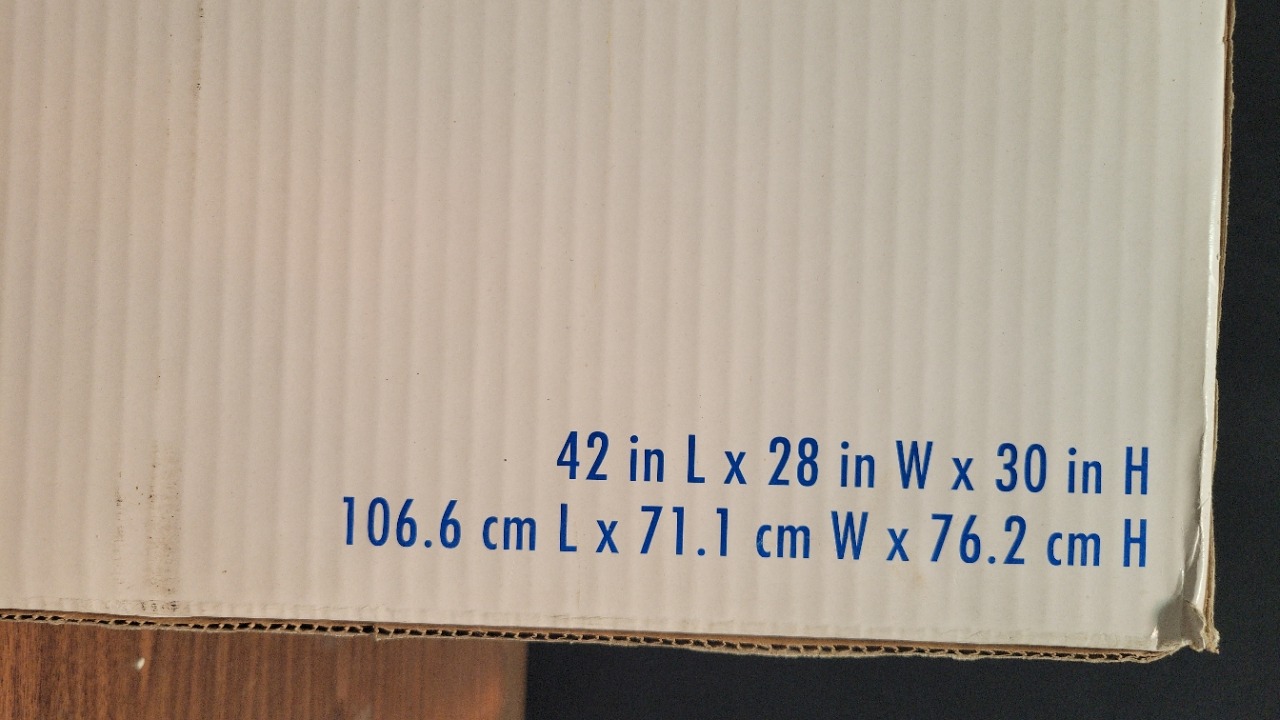 42 in L x 28 in W x 30 in H
106.6 cm L x 71.1 cm W x 76.2 cm H